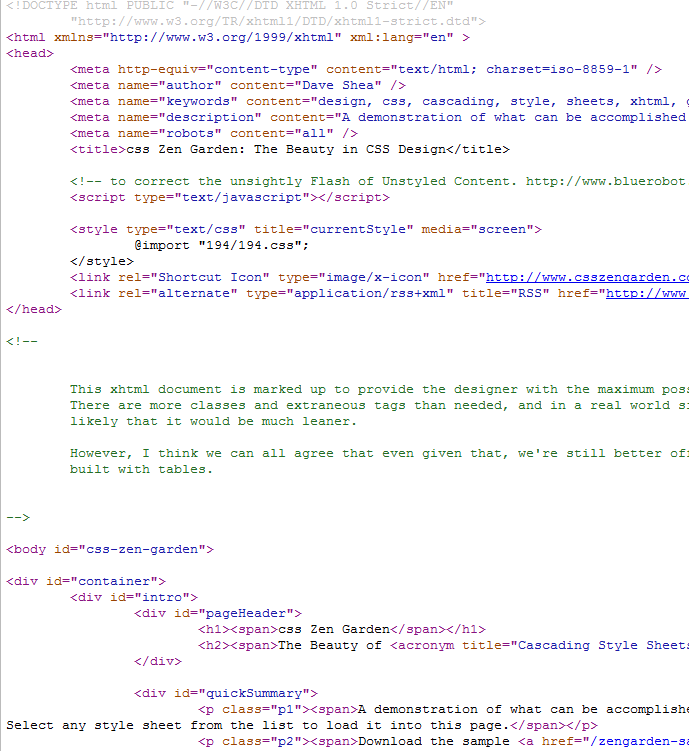 <!DOCTYPE html PUBLIC "-//W3C//DTD XHTML 1.0 Strict//EN"
"http://www.w3.org/TR/xhtml1/DTD/xhtml1-strict.dtd">
<html xmlns="http://www.w3.org/1999/xhtml" xml:lang="en" >
<head>
<meta http-equiv="content-type" content="text/html; charset=iso-8859-1" />
<meta name="author" content="Dave Shea" />
<meta name="keywords" content="design, css, cascading, style, sheets, xhtml, g
<meta name="description" content="A demonstration of what can be accomplished
<meta name="robots" content="all" />
<title>css Zen Garden: The Beauty in CSS Design</title>
<!-- to correct the unsightly Flash of Unstyled Content. http://www.bluerobot
<script type="text/javascript"></script>
<style type="text/css" title="currentStyle" media="screen">
@import "194/194.css";
</style>
<link rel="Shortcut Icon" type="image/x-icon" href="http://www.csszengarden.co
<link rel="alternate" type="application/rss+xml" title="RSS" href="http://www
</head>
<!--
This xhtml document is marked up to provide the designer with the maximum poss
There are more classes and extraneous tags than needed, and in a real world si
likely that it would be much leaner.
However, I think we can all agree that even given that, we're still better off
built with tables.
-->
<body id="css-zen-garden">
<div id="container">
<div id="intro">
<div id="pageHeader">
<h1><span>css Zen Garden</span></h1>
<h2><span>The Beauty of <acronym title="Cascading Style Sheets
</div>
<div id="quickSummary">
<p class="p1"><span>A demonstration of what can be accomplishe
Select any style sheet from the list to load it into this page.</span></p>
<p class="p2"><span>Download the sample <a href="/zengarden-sa